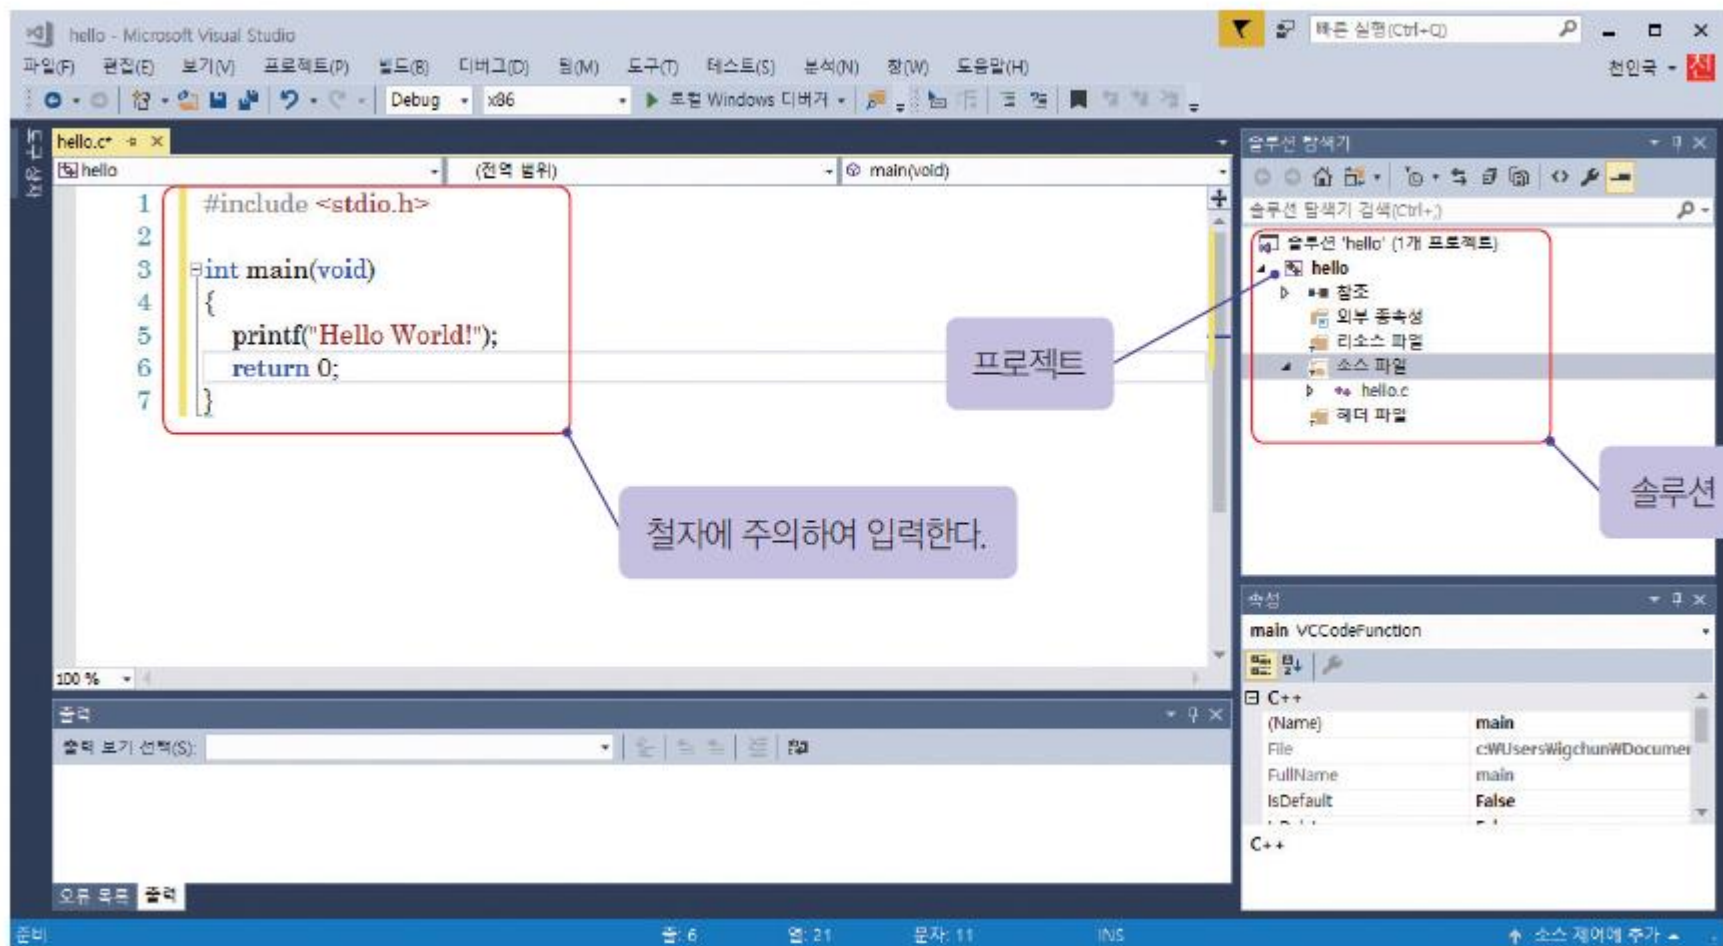 hello - Microsoft Visual Studio
빠른 실행(Ctrl+Q)
파일(F) 편집(E) 보기(V) 프로젝트(P) 빌드(B) 디버그(D) 팀(M) 도구(T) 테스트(S) 분석(N) 창(W) 도움말(H)
천인국
Debug x86 로컬 Windows 디버거
도구 상자
hello.c*
hello (전역 범위) main(void)
1 #include <stdio.h>
2
3 int main(void)
4 {
5 printf("Hello World!");
6 return 0;
7 }
철자에 주의하여 입력한다.
프로젝트
솔루션 탐색기
솔루션 탐색기 검색(Ctrl+;)
솔루션 'hello' (1개 프로젝트)
hello
참조
외부 종속성
리소스 파일
소스 파일
hello.c
헤더 파일
솔루션
100 %
출력
출력 보기 선택(S):
오류 목록 출력
속성
main VCCodeFunction
C++
(Name) main
File c:₩Users₩igchun₩Documen
FullName main
IsDefault False
C++
준비 줄: 6 열: 21 문자: 11 INS 소스 제어에 추가